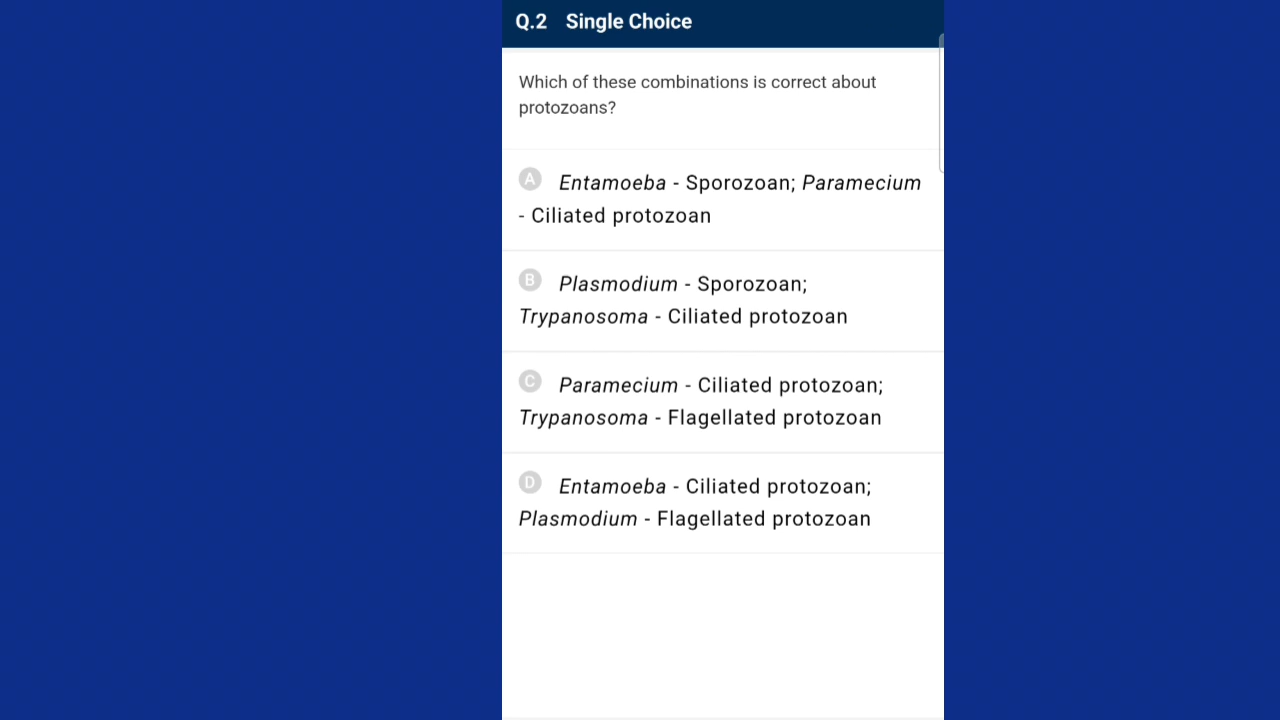 Q.2 Single Choice
Which of these combinations is correct about
protozoans?
A Entamoeba - Sporozoan; Paramecium
- Ciliated protozoan
B Plasmodium - Sporozoan;
Trypanosoma - Ciliated protozoan
C Paramecium - Ciliated protozoan;
Trypanosoma - Flagellated protozoan
D Entamoeba - Ciliated protozoan;
Plasmodium - Flagellated protozoan